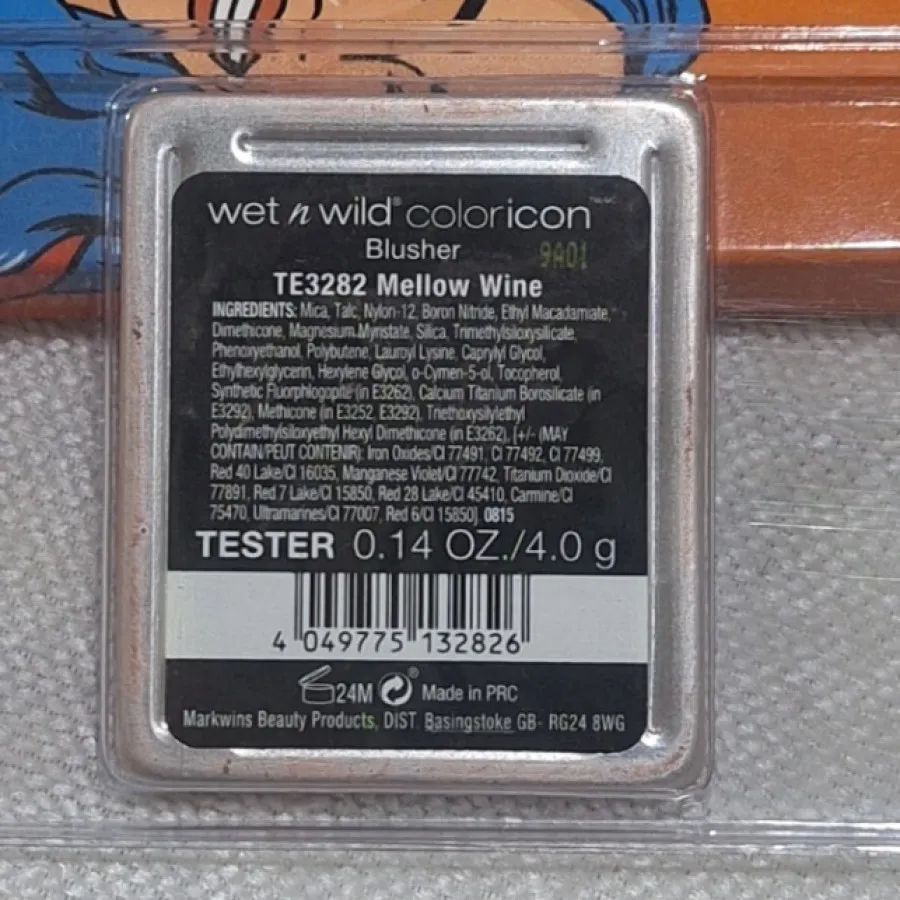 wet n wild® coloricon
Blusher 9A01
TE3282 Mellow Wine
INGREDIENTS: Mica, Talc, Nylon-12, Boron Nitride, Ethyl Macadamiate,
Dimethicone, Magnesium Myristate, Silica, Trimethylsiloxysilicate,
Phenoxyethanol, Polybutene, Lauroyl Lysine, Caprylyl Glycol,
Ethylhexylglycerin, Hexylene Glycol, o-Cymen-5-ol, Tocopherol,
Synthetic Fluorphlogopite (in E3262), Calcium Titanium Borosilicate (in
E3292), Methicone (in E3252, E3292), Triethoxysilylethyl
Polydimethylsiloxyethyl Hexyl Dimethicone (in E3262), [+/- (MAY
CONTAIN/PEUT CONTENIR): Iron Oxides/CI 77491, CI 77492, CI 77499,
Red 40 Lake/CI 16035, Manganese Violet/CI 77742, Titanium Dioxide/CI
77891, Red 7 Lake/CI 15850, Red 28 Lake/CI 45410, Carmine/CI
75470, Ultramarines/CI 77007, Red 6/CI 15850] 0815
TESTER 0.14 OZ./4.0 g
4 049775 132826
24M ® Made in PRC
Markwins Beauty Products, DIST. Basingstoke GB- RG24 8WG